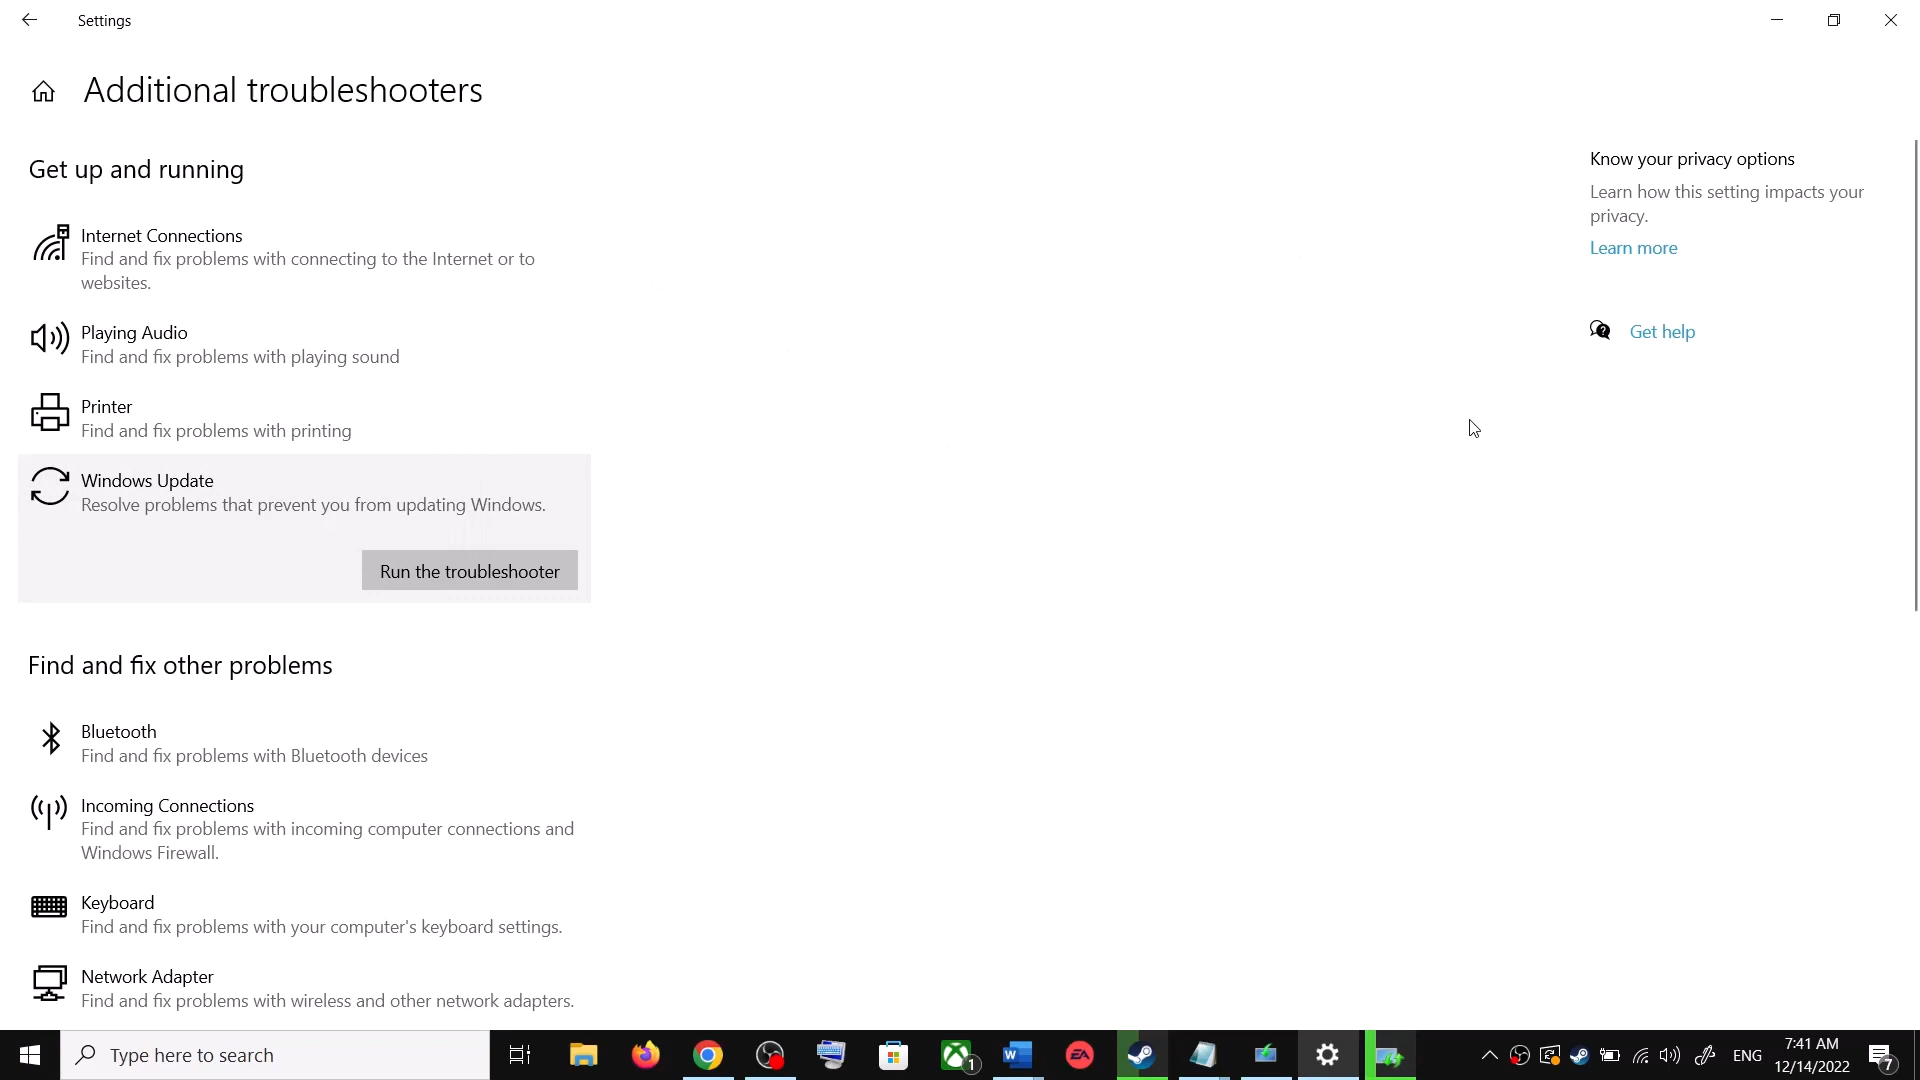 Settings
Additional troubleshooters
Get up and running
Internet Connections
Find and fix problems with connecting to the Internet or to
websites.
Playing Audio
Find and fix problems with playing sound
Printer
Find and fix problems with printing
Windows Update
Resolve problems that prevent you from updating Windows.
Run the troubleshooter
Find and fix other problems
Bluetooth
Find and fix problems with Bluetooth devices
Incoming Connections
Find and fix problems with incoming computer connections and
Windows Firewall.
Keyboard
Find and fix problems with your computer's keyboard settings.
Network Adapter
Find and fix problems with wireless and other network adapters.
Know your privacy options
Learn how this setting impacts your
privacy.
Learn more
Get help
Type here to search
1
W
EA
ENG
7:41 AM
12/14/2022
7